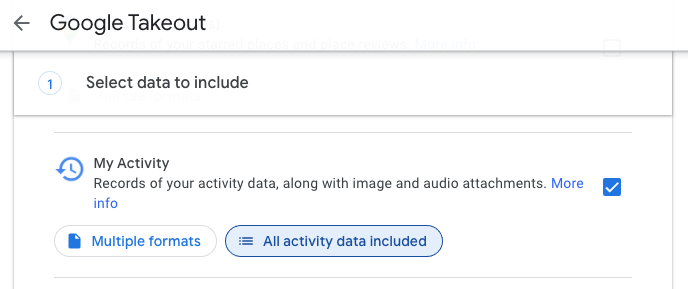 Google Takeout
Records of your starred places and place reviews. More info
1 Select data to include
My Activity
Records of your activity data, along with image and audio attachments. More
info
Multiple formats All activity data included